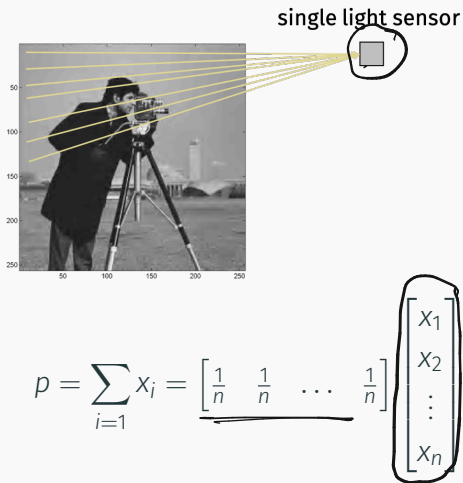 single light sensor
50
100
150
200
250
50 100 150 200 250
p = ∑_{i=1} x_i = [1/n 1/n … 1/n] [x_1 x_2 ⋮ x_n]